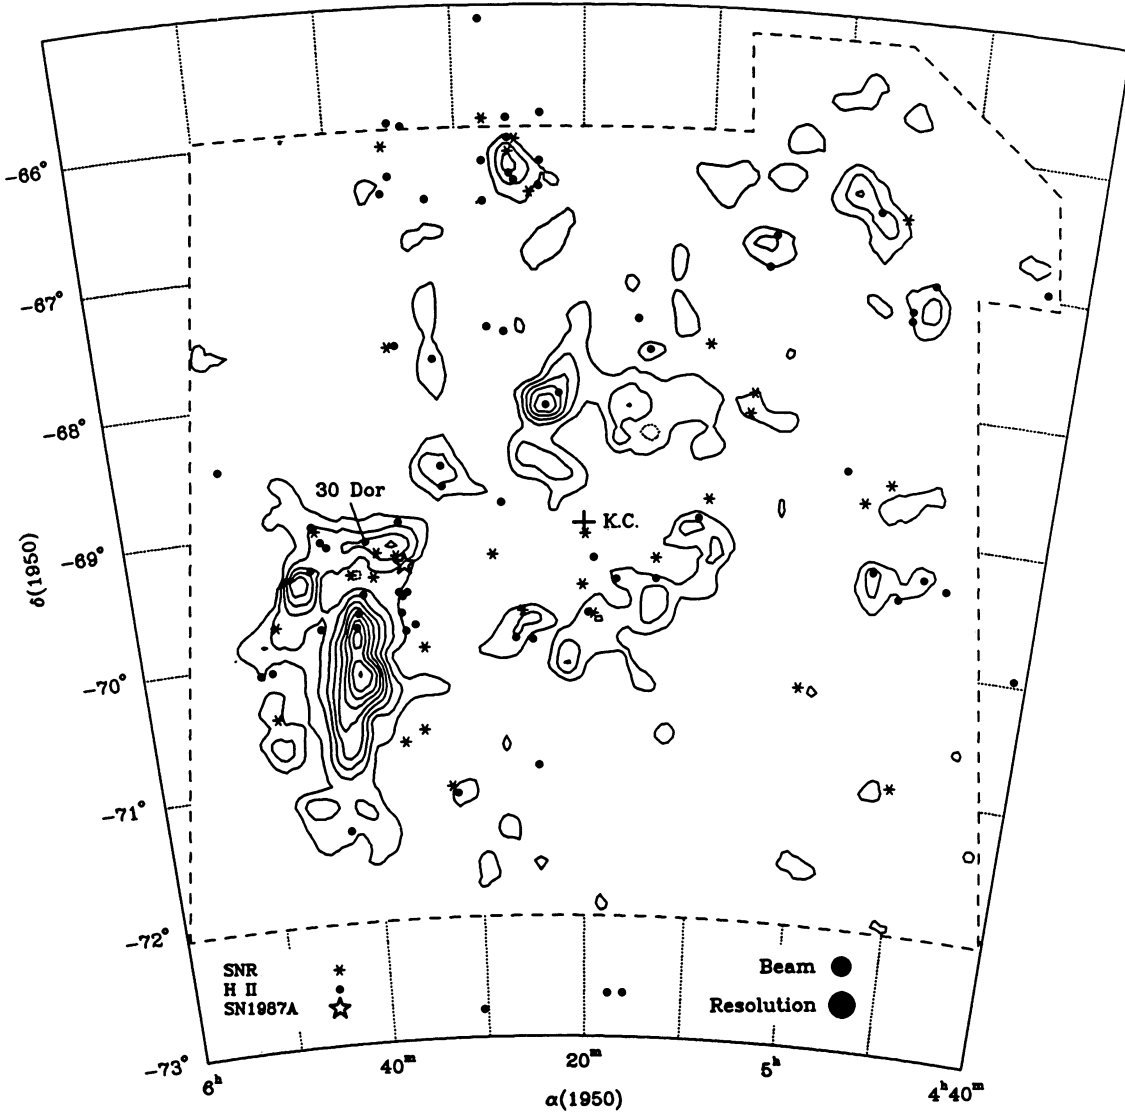 −66°
−67°
−68°
30 Dor
K.C.
−69°
δ(1950)
−70°
−71°
−72°
SNR
H II
SN1987A
Beam
Resolution
−73°
6ʰ
40ᵐ
20ᵐ
5ʰ
4ʰ40ᵐ
α(1950)